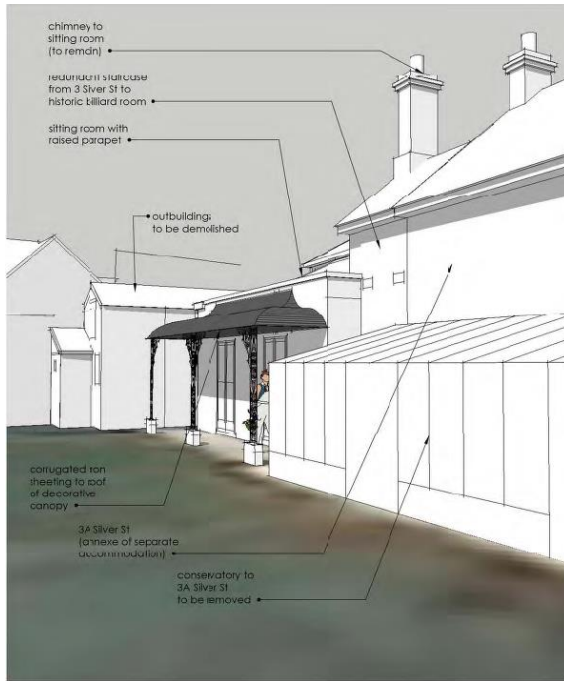 chimney to
sitting room
(to remain)
redundant staircase
from 3 Silver St to
historic billiard room
sitting room with
raised parapet
outbuildings
to be demolished
corrugated iron
sheeting to roof
of decorative
canopy
3A Silver St
(annexe of separate
accommodation)
conservatory to
3A Silver St
to be removed